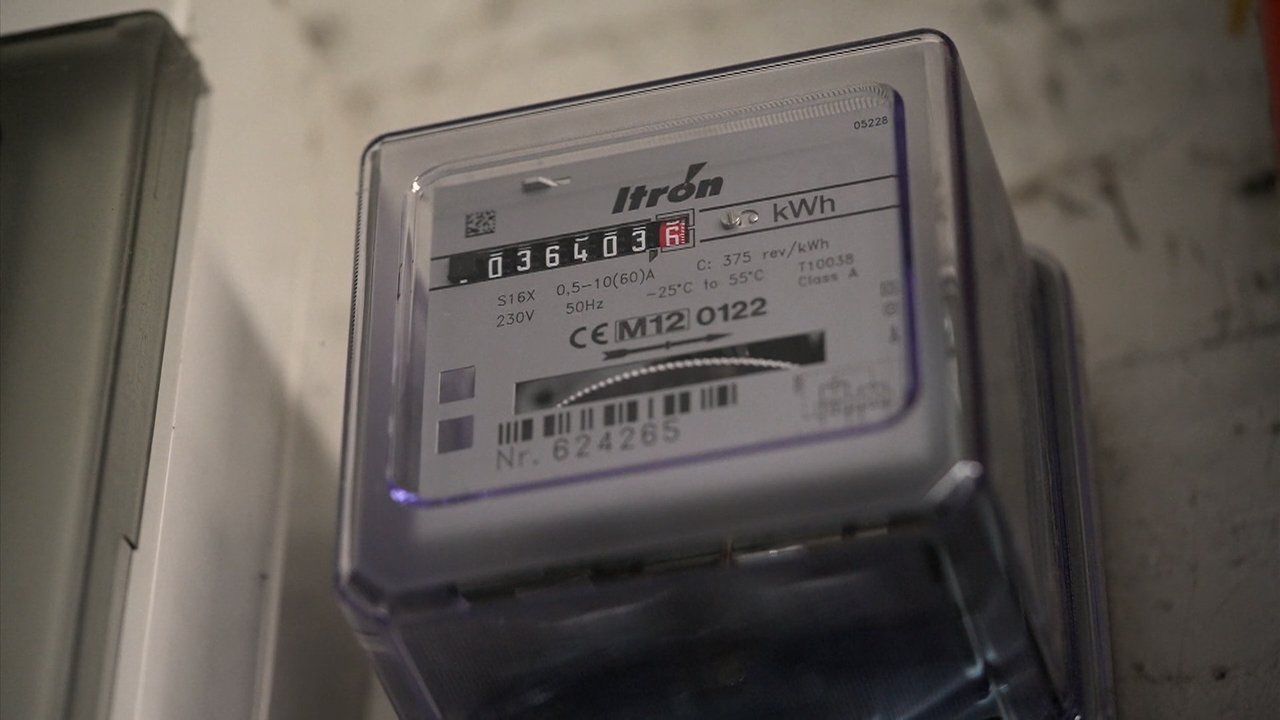 05228
Itron
kWh
0364036
S16X 0,5-10(60)A C: 375 rev/kWh
230V 50Hz -25°C to 55°C T10038
Class A
CE M12 0122
Nr. 624265